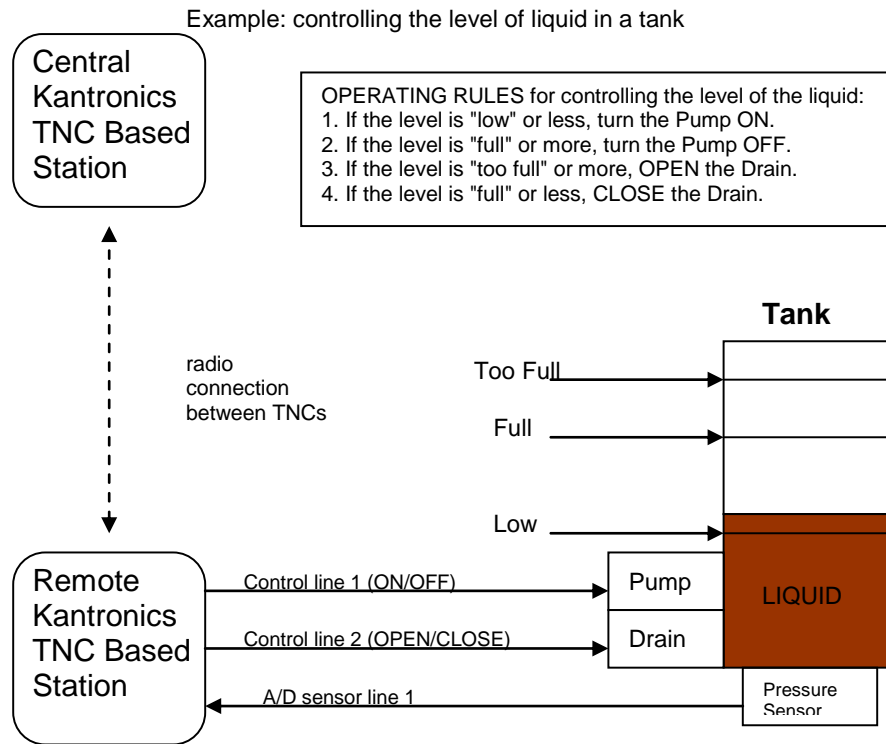 Example: controlling the level of liquid in a tank
Central
Kantronics
TNC Based
Station
OPERATING RULES for controlling the level of the liquid:
1. If the level is "low" or less, turn the Pump ON.
2. If the level is "full" or more, turn the Pump OFF.
3. If the level is "too full" or more, OPEN the Drain.
4. If the level is "full" or less, CLOSE the Drain.
radio
connection
between TNCs
Tank
Too Full
Full
Low
Remote
Kantronics
TNC Based
Station
Control line 1 (ON/OFF)
Control line 2 (OPEN/CLOSE)
A/D sensor line 1
Pump
Drain
LIQUID
Pressure
Sensor